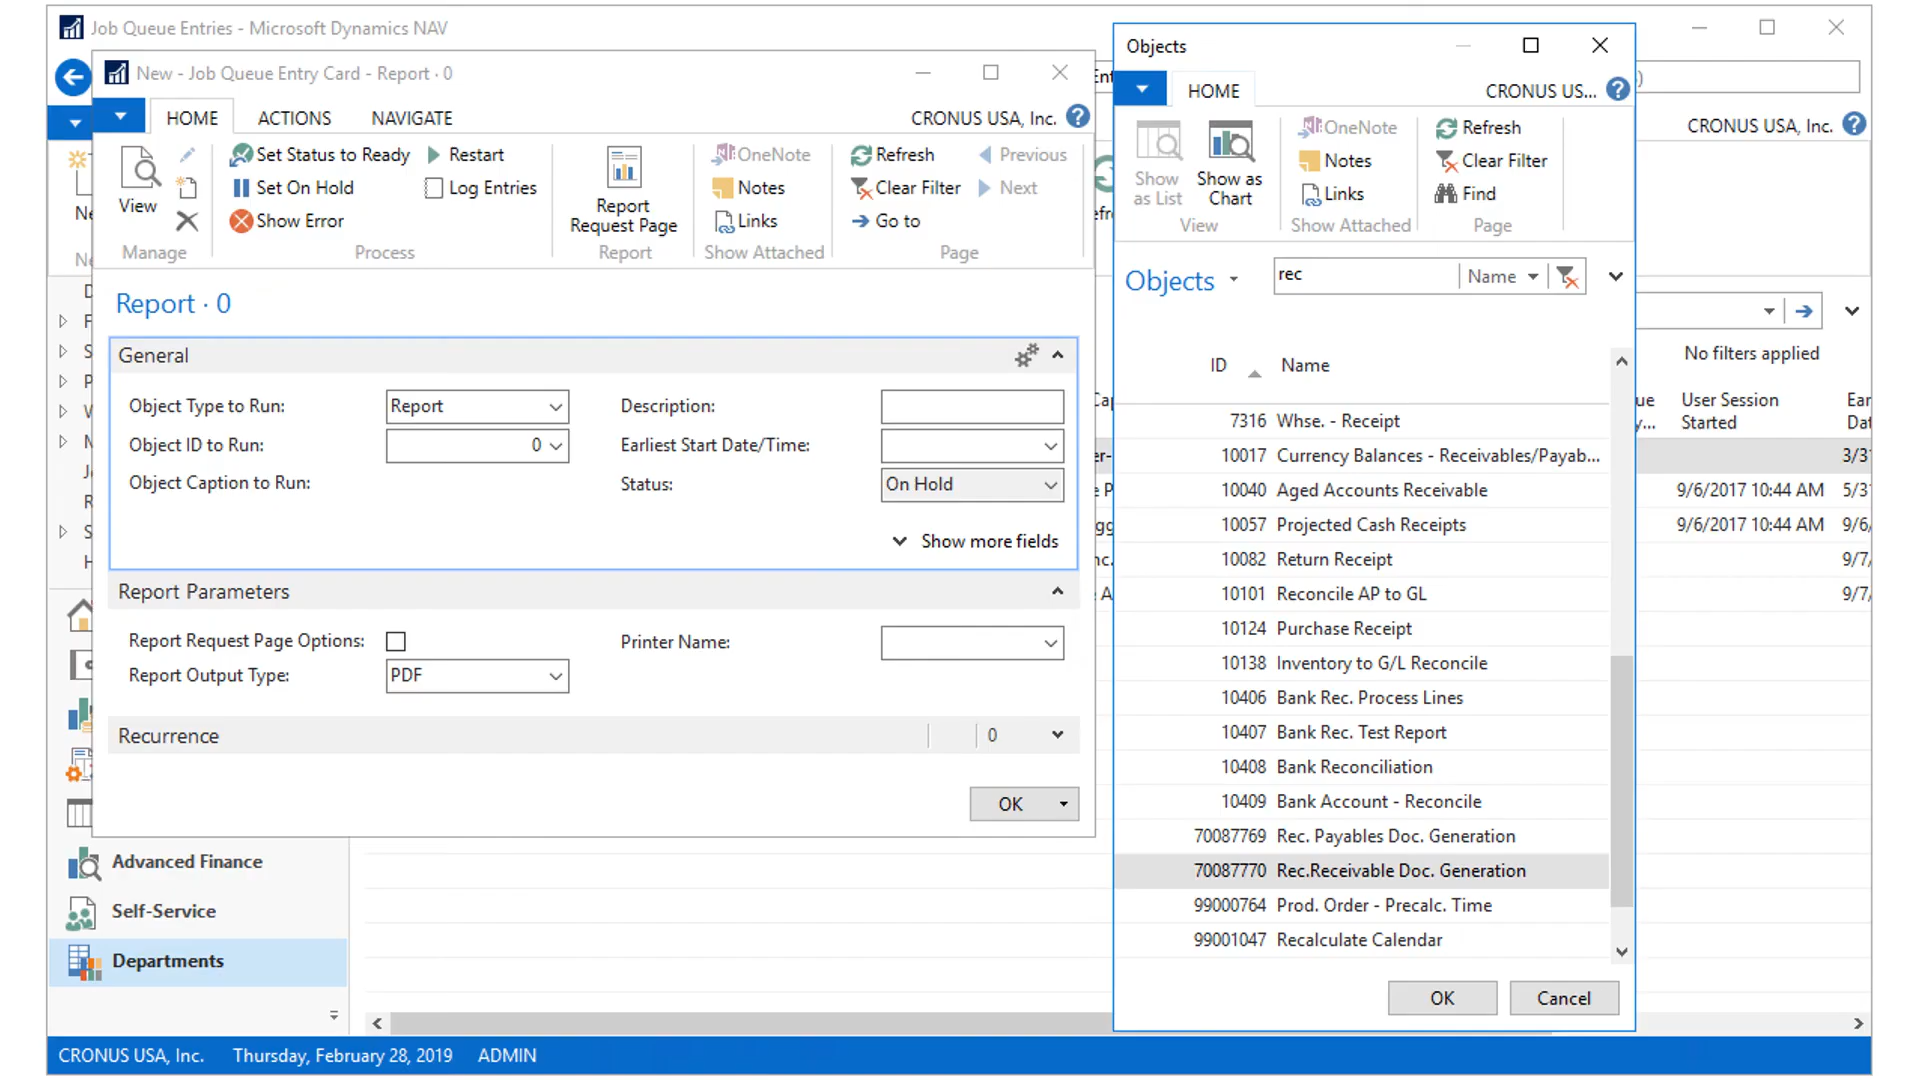 Job Queue Entries - Microsoft Dynamics NAV
New - Job Queue Entry Card - Report · 0
HOME
ACTIONS
NAVIGATE
CRONUS USA, Inc.
View
Manage
Set Status to Ready
Set On Hold
Show Error
Restart
Log Entries
Process
Report
Request Page
Report
OneNote
Notes
Links
Show Attached
Refresh
Clear Filter
Go to
Previous
Next
Page
Report · 0
General
Object Type to Run:
Report
Object ID to Run:
0
Object Caption to Run:
Description:
Earliest Start Date/Time:
Status:
On Hold
Show more fields
Report Parameters
Report Request Page Options:
Report Output Type:
PDF
Printer Name:
Recurrence
0
OK
Objects
HOME
CRONUS US...
Show
as List
Show as
Chart
View
OneNote
Notes
Links
Show Attached
Refresh
Clear Filter
Find
Page
Objects
rec
Name
ID
Name
7316 Whse. - Receipt
10017 Currency Balances - Receivables/Payab...
10040 Aged Accounts Receivable
10057 Projected Cash Receipts
10082 Return Receipt
10101 Reconcile AP to GL
10124 Purchase Receipt
10138 Inventory to G/L Reconcile
10406 Bank Rec. Process Lines
10407 Bank Rec. Test Report
10408 Bank Reconciliation
10409 Bank Account - Reconcile
70087769 Rec. Payables Doc. Generation
70087770 Rec.Receivable Doc. Generation
99000764 Prod. Order - Precalc. Time
99001047 Recalculate Calendar
OK
Cancel
CRONUS USA, Inc.
No filters applied
User Session
Started
9/6/2017 10:44 AM
9/6/2017 10:44 AM
Advanced Finance
Self-Service
Departments
CRONUS USA, Inc.
Thursday, February 28, 2019
ADMIN